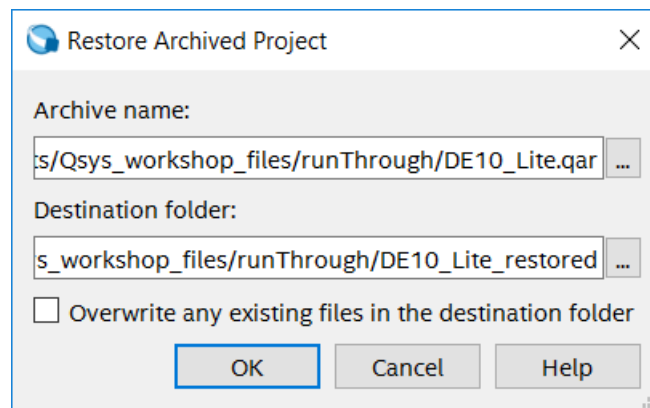 Restore Archived Project
Archive name:
ts/Qsys_workshop_files/runThrough/DE10_Lite.qar
...
Destination folder:
s_workshop_files/runThrough/DE10_Lite_restored
...
Overwrite any existing files in the destination folder
OK
Cancel
Help